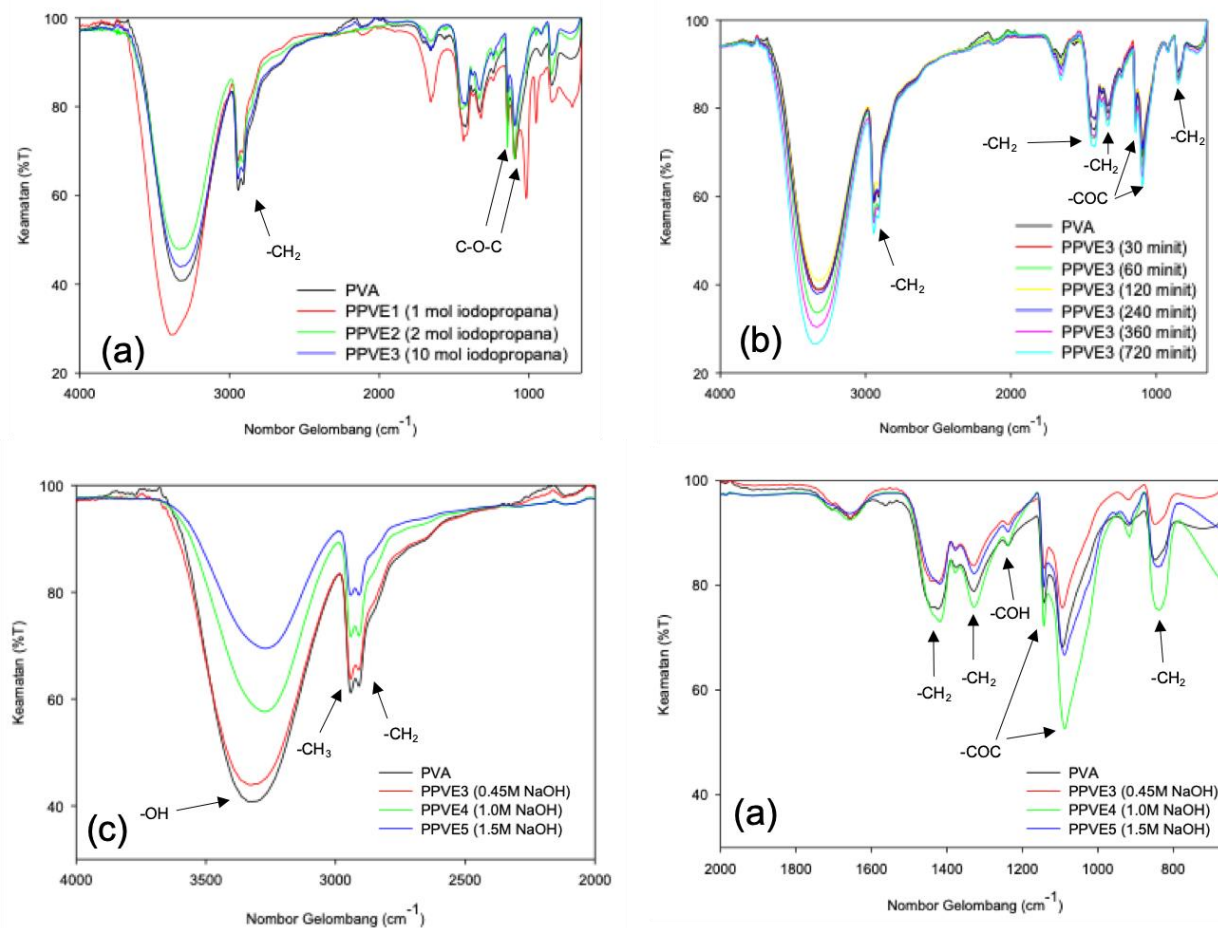 100
80
60
40
20
Keamatan (%T)
-CH2
C-O-C
PVA
PPVE1 (1 mol iodopropana)
PPVE2 (2 mol iodopropana)
PPVE3 (10 mol iodopropana)
(a)
4000 3000 2000 1000
Nombor Gelombang (cm-1)
100
80
60
40
20
Keamatan (%T)
-CH2
-CH2
-CH2
-COC
-CH2
PVA
PPVE3 (30 minit)
PPVE3 (60 minit)
PPVE3 (120 minit)
PPVE3 (240 minit)
PPVE3 (360 minit)
PPVE3 (720 minit)
(b)
4000 3000 2000 1000
Nombor Gelombang (cm-1)
100
80
60
40
Keamatan (%T)
-CH3
-CH2
-OH
PVA
PPVE3 (0.45M NaOH)
PPVE4 (1.0M NaOH)
PPVE5 (1.5M NaOH)
(c)
4000 3500 3000 2500 2000
Nombor Gelombang (cm-1)
100
80
60
40
Keamatan (%T)
-COH
-CH2
-CH2
-CH2
-COC
PVA
PPVE3 (0.45M NaOH)
PPVE4 (1.0M NaOH)
PPVE5 (1.5M NaOH)
(a)
2000 1800 1600 1400 1200 1000 800
Nombor Gelombang (cm-1)